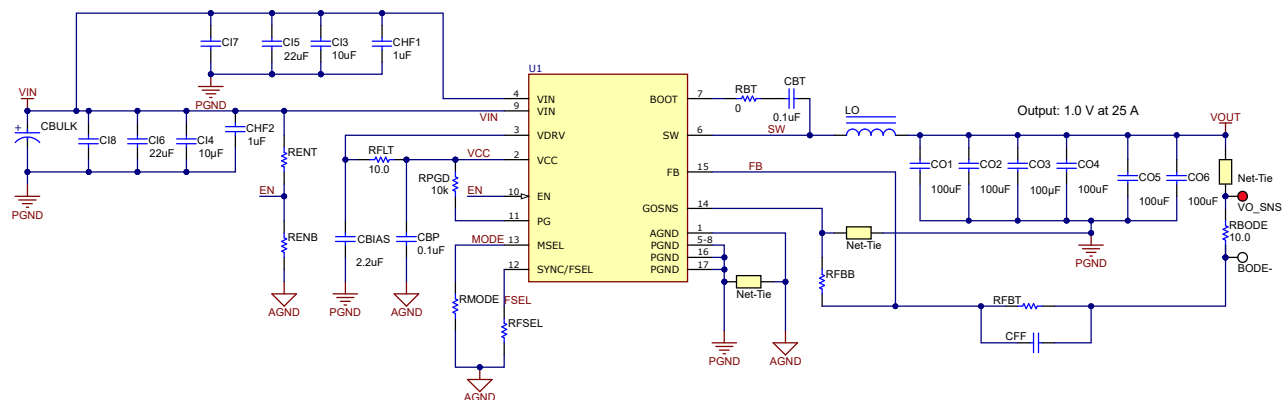 CI7
CI5
22uF
CI3
10uF
CHF1
1uF
PGND
VIN
+
CBULK
CI8
CI6
22uF
CI4
10µF
CHF2
1uF
PGND
RENT
EN
RENB
AGND
VIN
U1
4 VIN
9 VIN
3 VDRV
2 VCC
10 EN
11 PG
13 MSEL
12 SYNC/FSEL
BOOT 7
SW 6
FB 15
GOSNS 14
AGND 1
PGND 5-8
PGND 16
PGND 17
RFLT
10.0
VCC
RPGD
10k
EN
MODE
CBIAS
2.2uF
CBP
0.1uF
PGND
AGND
RMODE
FSEL
RFSEL
AGND
RBT
0
CBT
0.1uF
SW
LO
FB
Output: 1.0 V at 25 A
VOUT
CO1
100uF
CO2
100uF
CO3
100µF
CO4
100uF
CO5
100uF
CO6
100uF
Net-Tie
VO_SNS
RBODE
10.0
BODE-
Net-Tie
PGND
RFBB
Net-Tie
PGND
AGND
RFBT
CFF